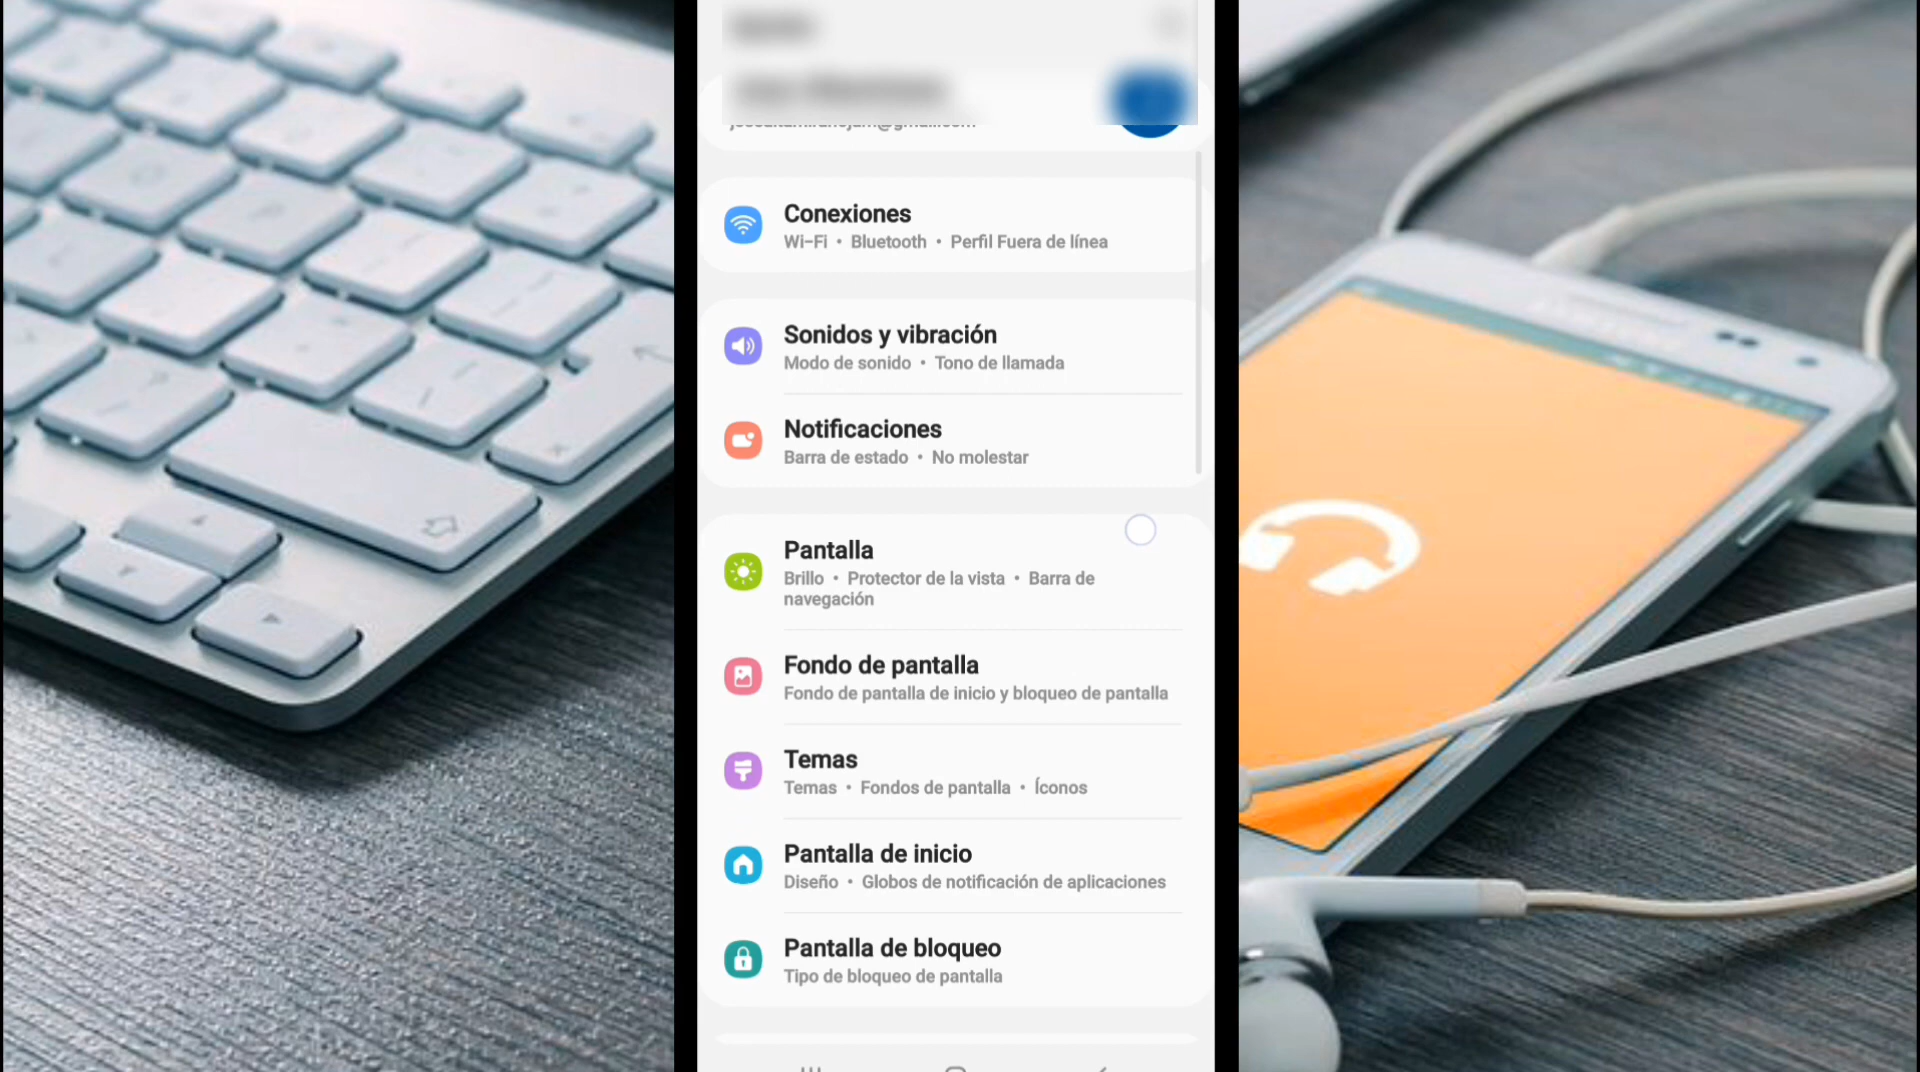 Conexiones
Wi-Fi • Bluetooth • Perfil Fuera de línea
Sonidos y vibración
Modo de sonido • Tono de llamada
Notificaciones
Barra de estado • No molestar
Pantalla
Brillo • Protector de la vista • Barra de
navegación
Fondo de pantalla
Fondo de pantalla de inicio y bloqueo de pantalla
Temas
Temas • Fondos de pantalla • Íconos
Pantalla de inicio
Diseño • Globos de notificación de aplicaciones
Pantalla de bloqueo
Tipo de bloqueo de pantalla